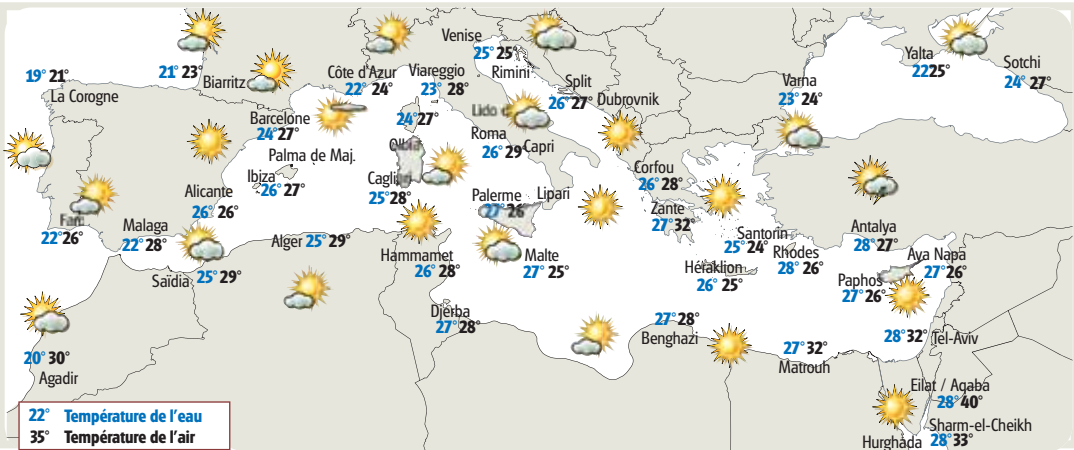 Venise
25° 25°
Rimini
Yalta
22 25°
Sotchi
24° 27°
19° 21°
La Corogne
21° 23°
Biarritz
Côte d'Azur
22° 24°
Viareggio
23° 28°
Split
26° 27°
Dubrovnik
Varna
23° 24°
Barcelone
24° 27°
24° 27°
Olbia
Lido
Roma
26° 29°
Capri
Palma de Maj.
Ibiza
26° 27°
Cagliari
25° 28°
Alicante
26° 26°
Palerme
27° 26
Lipari
Corfou
26° 28°
Zante
27° 32°
Faro
22° 26°
Malaga
22° 28°
Saïdia
25° 29°
Alger 25° 29°
Hammamet
26° 28°
Malte
27° 25°
Santorin
25° 24°
Rhodes
28° 26°
Héraklion
26° 25°
Antalya
28° 27°
Aya Napa
27° 26°
Paphos
27° 26°
Djerba
27° 28°
27° 28°
Benghazi
27° 32°
Matrouh
28° 32° Tel-Aviv
20° 30°
Agadir
Eilat / Aqaba
28° 40°
Sharm-el-Cheikh
Hurghada 28° 33°
22° Température de l'eau
35° Température de l'air